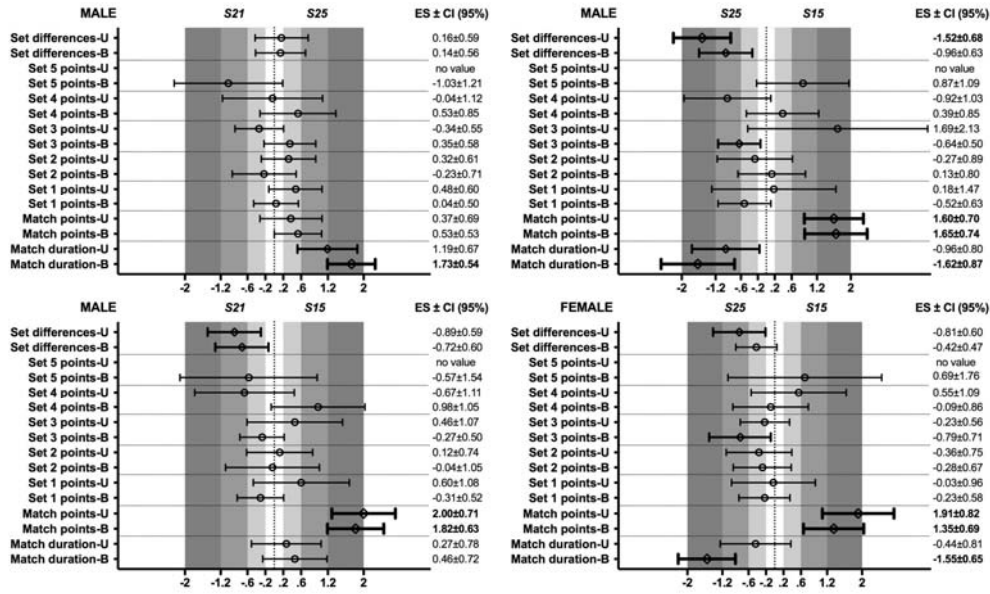 MALE S21 S25 ES ± CI (95%)
Set differences-U 0.16±0.59
Set differences-B 0.14±0.56
Set 5 points-U no value
Set 5 points-B -1.03±1.21
Set 4 points-U -0.04±1.12
Set 4 points-B 0.53±0.85
Set 3 points-U -0.34±0.55
Set 3 points-B 0.35±0.58
Set 2 points-U 0.32±0.61
Set 2 points-B -0.23±0.71
Set 1 points-U 0.48±0.60
Set 1 points-B 0.04±0.50
Match points-U 0.37±0.69
Match points-B 0.53±0.53
Match duration-U 1.19±0.67
Match duration-B 1.73±0.54
-2 -1.2 -.6 -.2 .2 .6 1.2 2
MALE S25 S15 ES ± CI (95%)
Set differences-U -1.52±0.68
Set differences-B -0.96±0.63
Set 5 points-U no value
Set 5 points-B 0.87±1.09
Set 4 points-U -0.92±1.03
Set 4 points-B 0.39±0.85
Set 3 points-U 1.69±2.13
Set 3 points-B -0.64±0.50
Set 2 points-U -0.27±0.89
Set 2 points-B 0.13±0.80
Set 1 points-U 0.18±1.47
Set 1 points-B -0.52±0.63
Match points-U 1.60±0.70
Match points-B 1.65±0.74
Match duration-U -0.96±0.80
Match duration-B -1.62±0.87
-2 -1.2 -.6 -.2 .2 .6 1.2 2
MALE S21 S15 ES ± CI (95%)
Set differences-U -0.89±0.59
Set differences-B -0.72±0.60
Set 5 points-U no value
Set 5 points-B -0.57±1.54
Set 4 points-U -0.67±1.11
Set 4 points-B 0.98±1.05
Set 3 points-U 0.46±1.07
Set 3 points-B -0.27±0.50
Set 2 points-U 0.12±0.74
Set 2 points-B -0.04±1.05
Set 1 points-U 0.60±1.08
Set 1 points-B -0.31±0.52
Match points-U 2.00±0.71
Match points-B 1.82±0.63
Match duration-U 0.27±0.78
Match duration-B 0.46±0.72
-2 -1.2 -.6 -.2 .2 .6 1.2 2
FEMALE S25 S15 ES ± CI (95%)
Set differences-U -0.81±0.60
Set differences-B -0.42±0.47
Set 5 points-U no value
Set 5 points-B 0.69±1.76
Set 4 points-U 0.55±1.09
Set 4 points-B -0.09±0.86
Set 3 points-U -0.23±0.56
Set 3 points-B -0.79±0.71
Set 2 points-U -0.36±0.75
Set 2 points-B -0.28±0.67
Set 1 points-U -0.03±0.96
Set 1 points-B -0.23±0.58
Match points-U 1.91±0.82
Match points-B 1.35±0.69
Match duration-U -0.44±0.81
Match duration-B -1.55±0.65
-2 -1.2 -.6 -.2 .2 .6 1.2 2